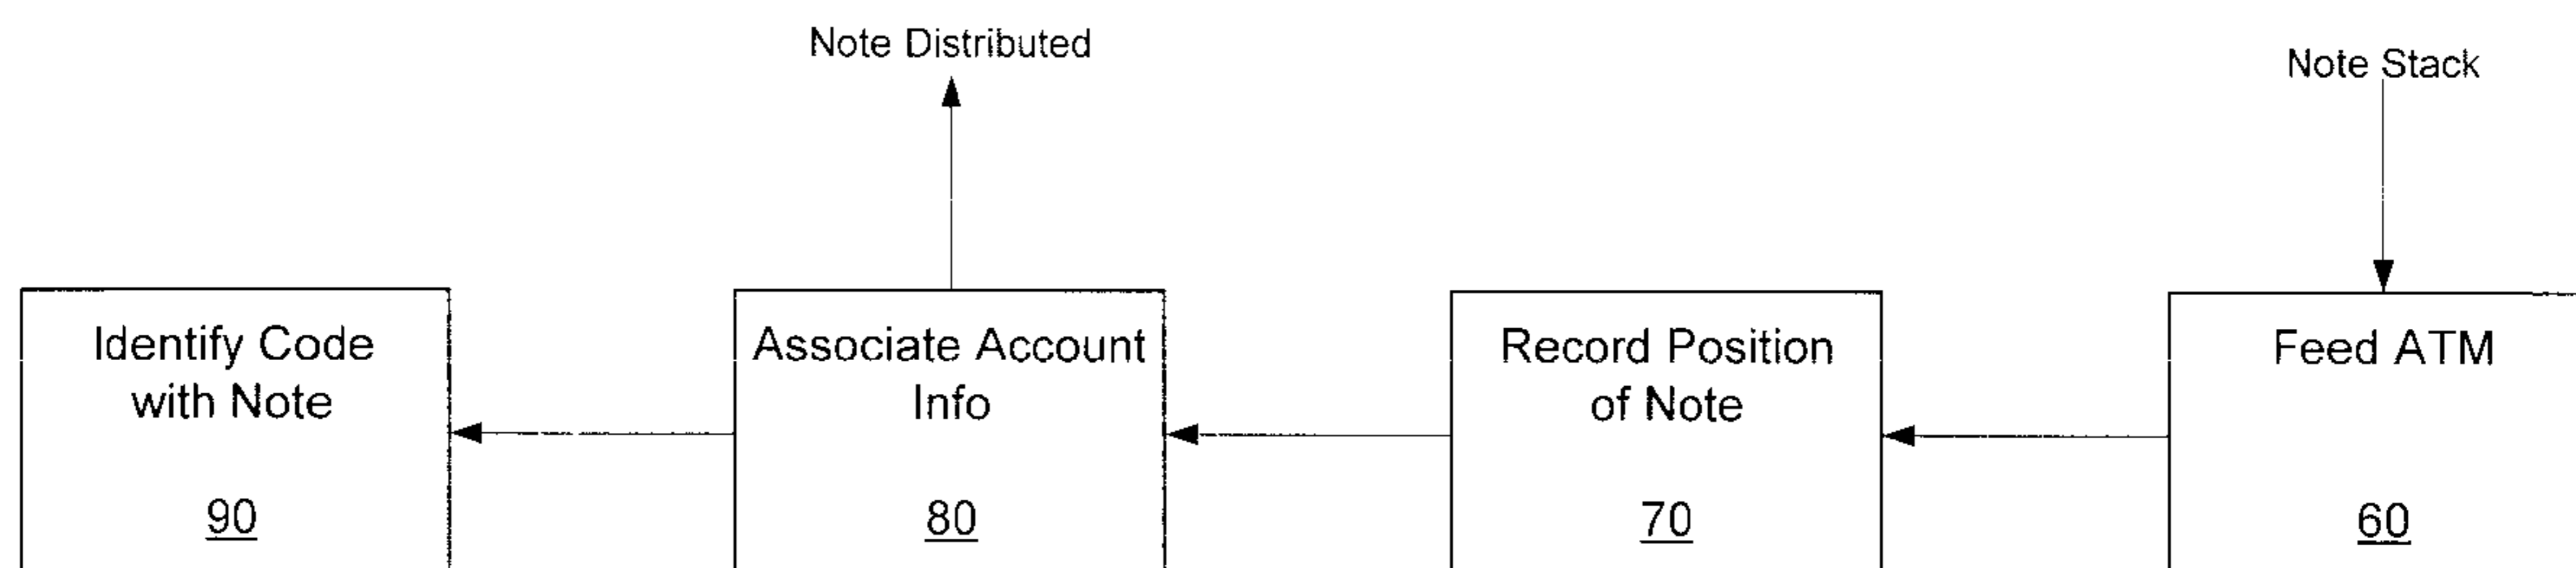 Note Distributed
Note Stack
Identify Code
with Note
90
Associate Account
Info
80
Record Position
of Note
70
Feed ATM
60